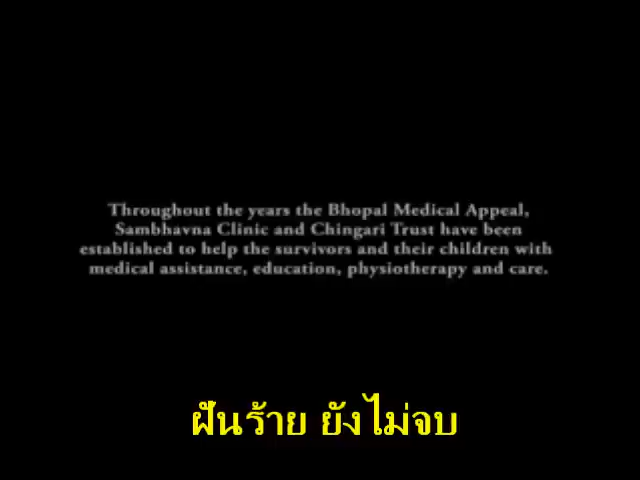 Throughout the years the Bhopal Medical Appeal,
Sambhavna Clinic and Chingari Trust have been
established to help the survivors and their children with
medical assistance, education, physiotherapy and care.
ฝันร้าย ยังไม่จบ